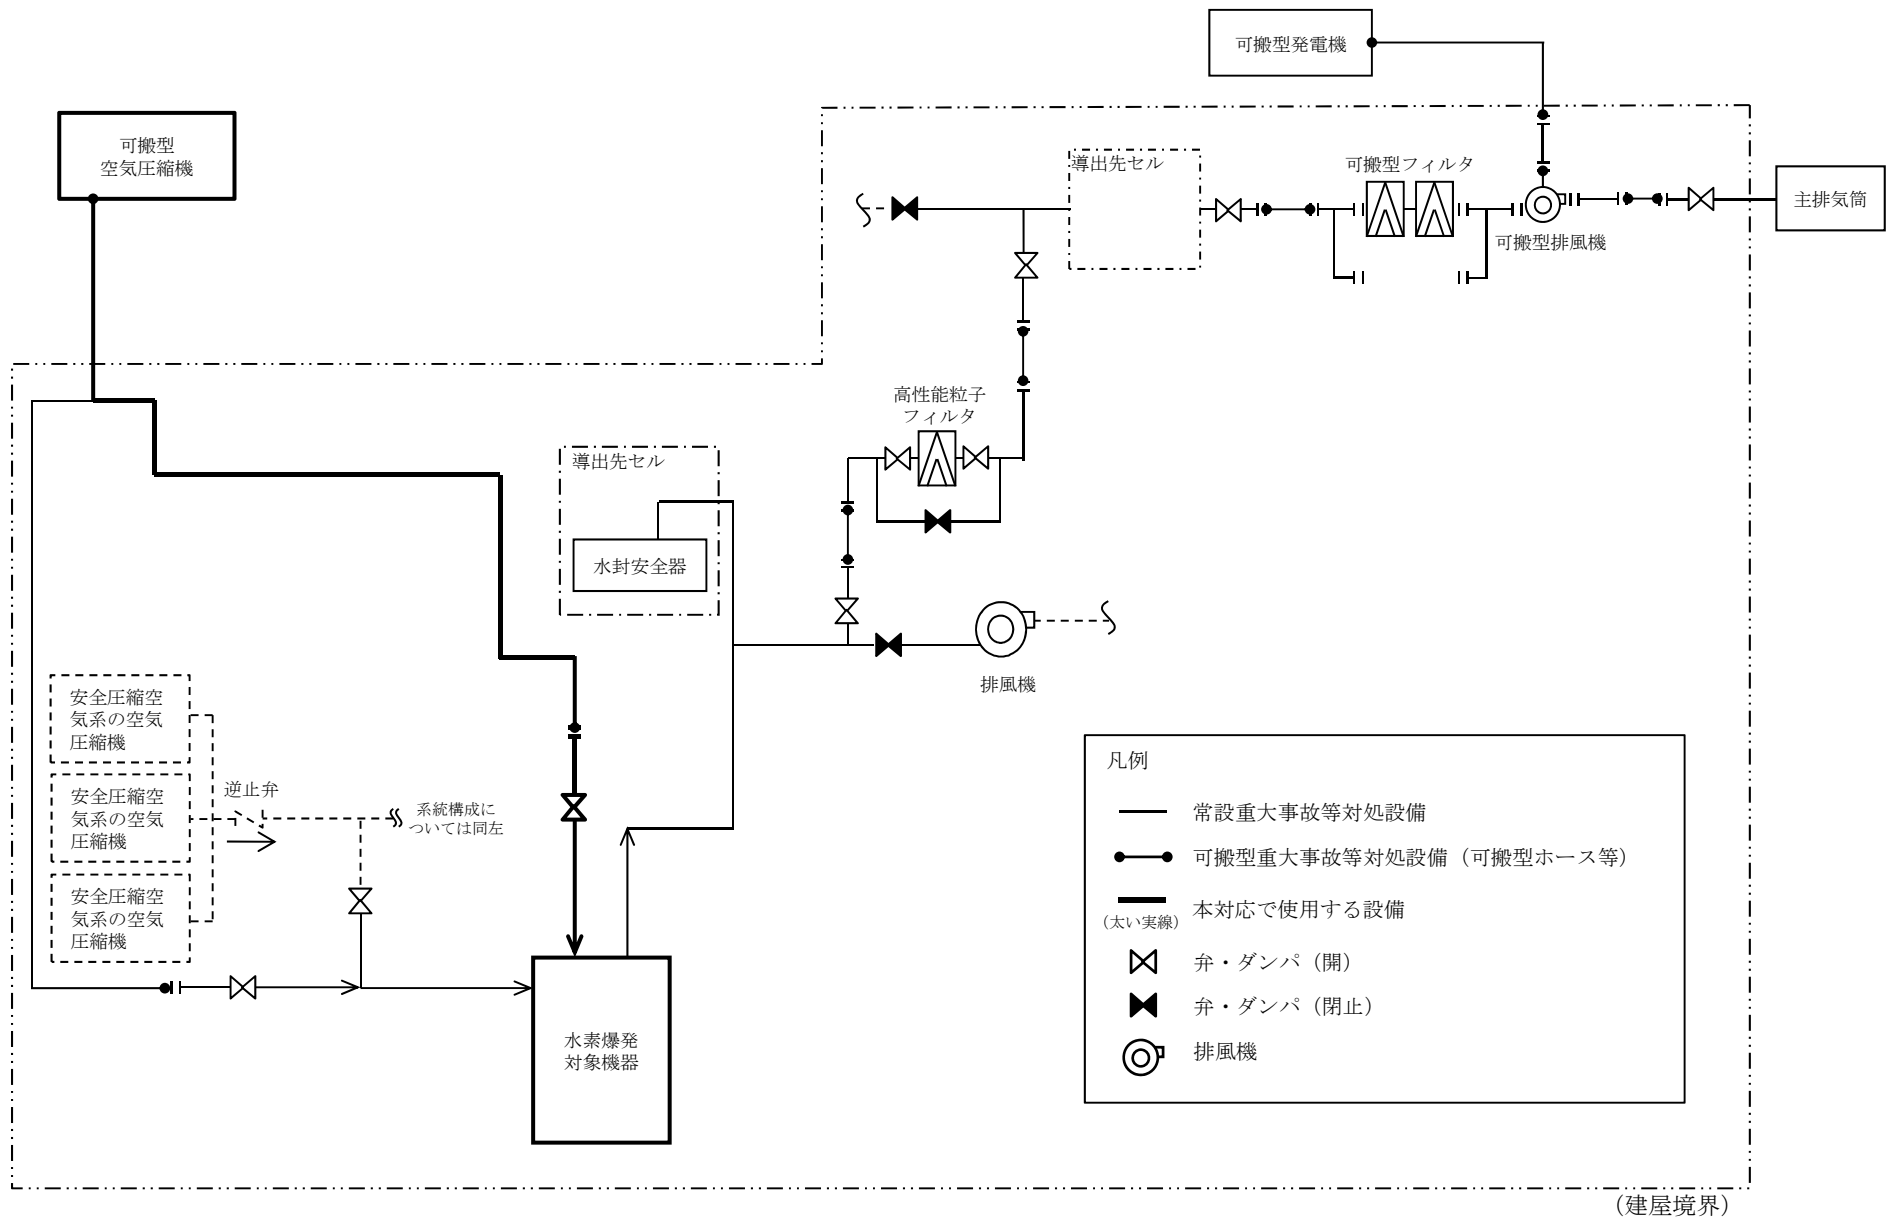 可搬型発電機
可搬型
空気圧縮機
導出先セル
可搬型フィルタ
主排気筒
可搬型排風機
高性能粒子
フィルタ
導出先セル
水封安全器
排風機
安全圧縮空
気系の空気
圧縮機
安全圧縮空
気系の空気
圧縮機
安全圧縮空
気系の空気
圧縮機
逆止弁
系統構成に
ついては同左
水素爆発
対象機器
凡例
常設重大事故等対処設備
可搬型重大事故等対処設備（可搬型ホース等）
本対応で使用する設備
（太い実線）
弁・ダンパ（開）
弁・ダンパ（閉止）
排風機
（建屋境界）